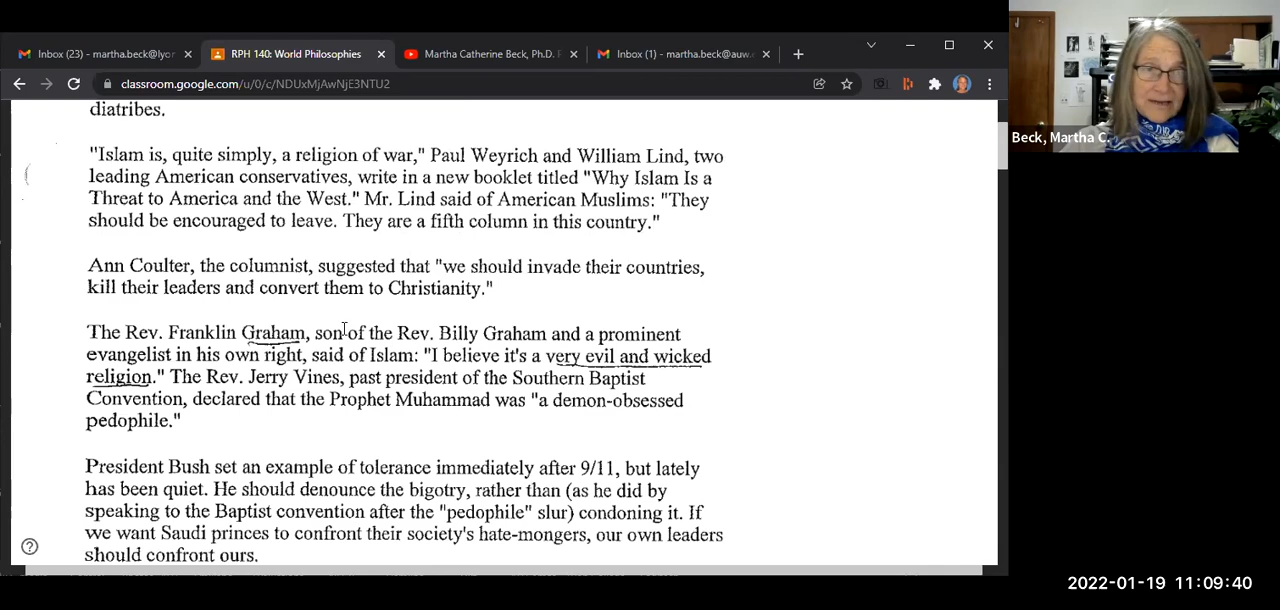 Inbox (23) - martha.beck@lyon
RPH 140: World Philosophies
Martha Catherine Beck, Ph.D. F
Inbox (1) - martha.beck@auw.e
classroom.google.com/u/0/c/NDUxMjAwNjE3NTU2
Beck, Martha C.
diatribes.
"Islam is, quite simply, a religion of war," Paul Weyrich and William Lind, two
leading American conservatives, write in a new booklet titled "Why Islam Is a
Threat to America and the West." Mr. Lind said of American Muslims: "They
should be encouraged to leave. They are a fifth column in this country."
Ann Coulter, the columnist, suggested that "we should invade their countries,
kill their leaders and convert them to Christianity."
The Rev. Franklin Graham, son of the Rev. Billy Graham and a prominent
evangelist in his own right, said of Islam: "I believe it's a very evil and wicked
religion." The Rev. Jerry Vines, past president of the Southern Baptist
Convention, declared that the Prophet Muhammad was "a demon-obsessed
pedophile."
President Bush set an example of tolerance immediately after 9/11, but lately
has been quiet. He should denounce the bigotry, rather than (as he did by
speaking to the Baptist convention after the "pedophile" slur) condoning it. If
we want Saudi princes to confront their society's hate-mongers, our own leaders
should confront ours.
2022-01-19 11:09:40